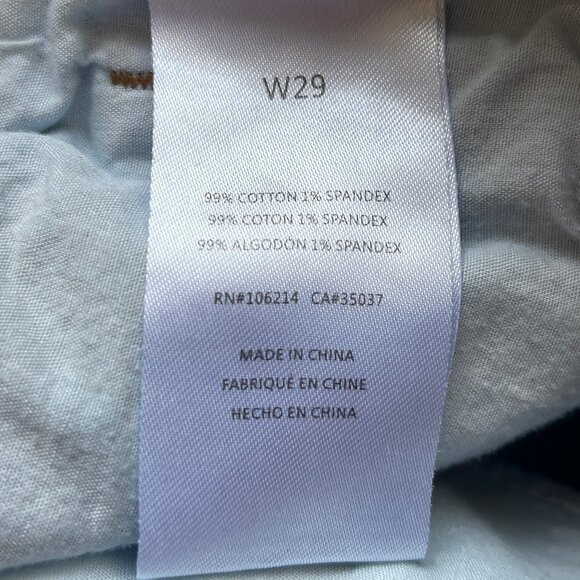 W29
99% COTTON 1% SPANDEX
99% COTON 1% SPANDEX
99% ALGODÓN 1% SPANDEX
RN#106214 CA#35037
MADE IN CHINA
FABRIQUÉ EN CHINE
HECHO EN CHINA